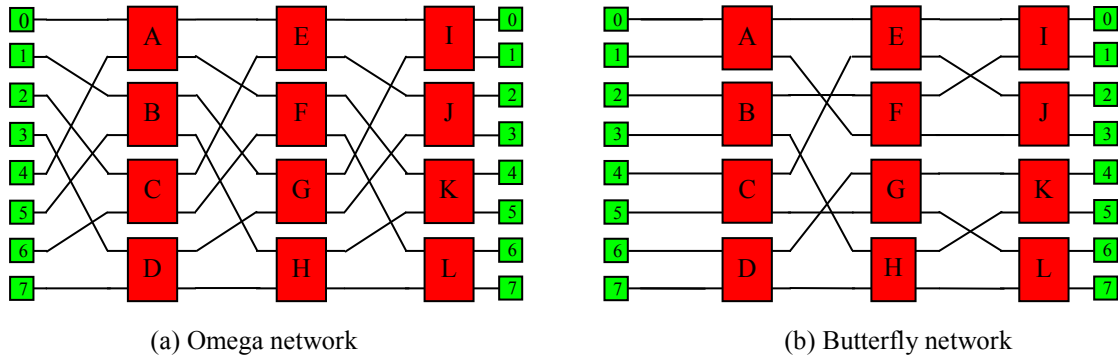 0 A E I 0 0 A E I 0
1 1 1 1
2 B F J 2 2 B F J 2
3 3 3 3
4 C G K 4 4 C G K 4
5 5 5 5
6 D H L 6 6 D H L 6
7 7 7 7
(a) Omega network (b) Butterfly network